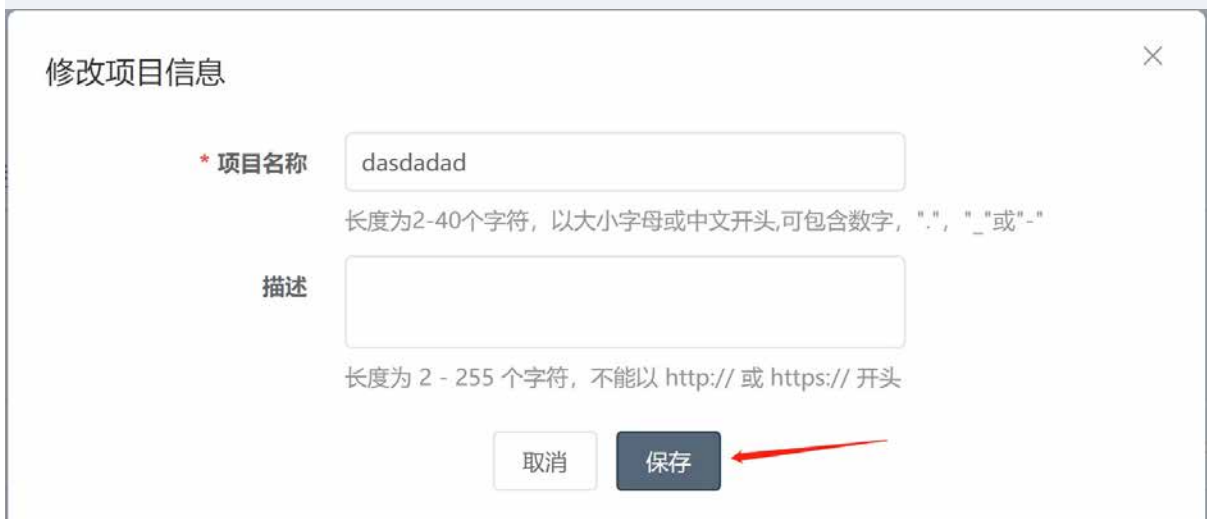 修改项目信息
* 项目名称
dasdadad
长度为2-40个字符，以大小字母或中文开头,可包含数字，"."，"_"或"-"
描述
长度为 2 - 255 个字符，不能以 http:// 或 https:// 开头
取消
保存